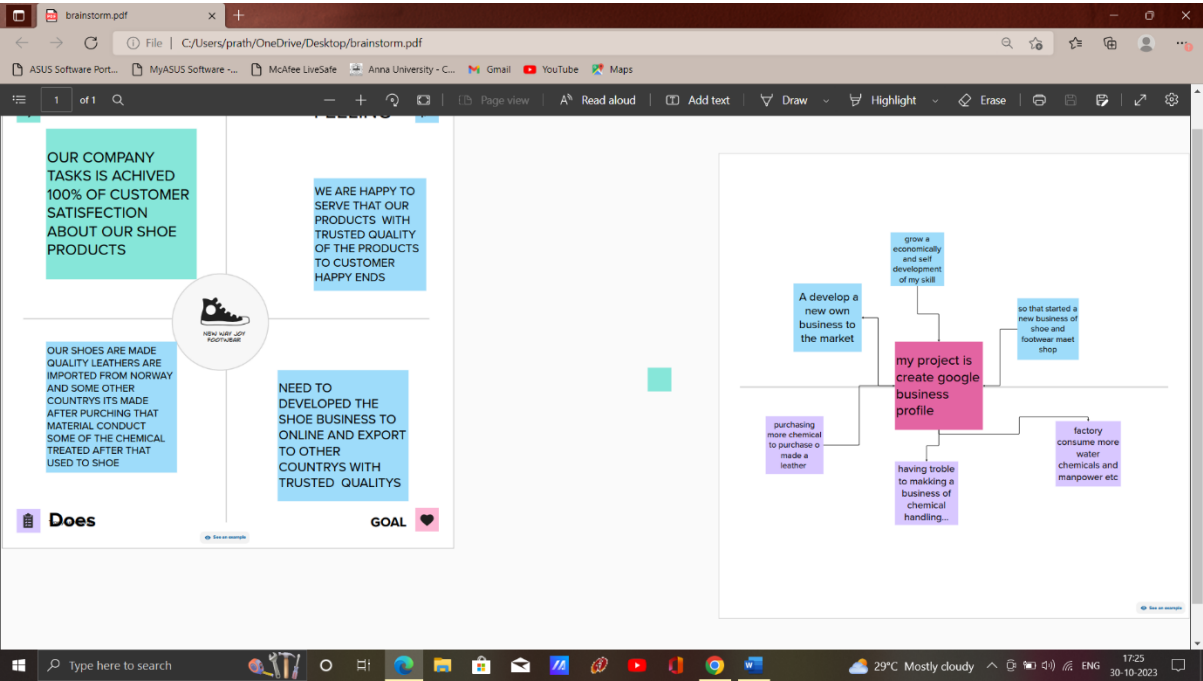 brainstorm.pdf
File | C:/Users/prath/OneDrive/Desktop/brainstorm.pdf
ASUS Software Port...
MyASUS Software -...
McAfee LiveSafe
Anna University - C...
Gmail
YouTube
Maps
1 of 1
Page view
Read aloud
Add text
Draw
Highlight
Erase
OUR COMPANY
TASKS IS ACHIVED
100% OF CUSTOMER
SATISFECTION
ABOUT OUR SHOE
PRODUCTS
WE ARE HAPPY TO
SERVE THAT OUR
PRODUCTS WITH
TRUSTED QUALITY
OF THE PRODUCTS
TO CUSTOMER
HAPPY ENDS
NEW WAY JOY
FOOTWEAR
OUR SHOES ARE MADE
QUALITY LEATHERS ARE
IMPORTED FROM NORWAY
AND SOME OTHER
COUNTRYS ITS MADE
AFTER PURCHING THAT
MATERIAL CONDUCT
SOME OF THE CHEMICAL
TREATED AFTER THAT
USED TO SHOE
NEED TO
DEVELOPED THE
SHOE BUSINESS TO
ONLINE AND EXPORT
TO OTHER
COUNTRYS WITH
TRUSTED QUALITYS
Does
GOAL
See an example
grow a
economically
and self
development
of my skill
A develop a
new own
business to
the market
so that started a
new business of
shoe and
footwear maet
shop
my project is
create google
business
profile
purchasing
more chemical
to purchase o
made a
leather
having troble
to makking a
business of
chemical
handling...
factory
consume more
water
chemicals and
manpower etc
See an example
Type here to search
29°C Mostly cloudy
ENG
17:25
30-10-2023